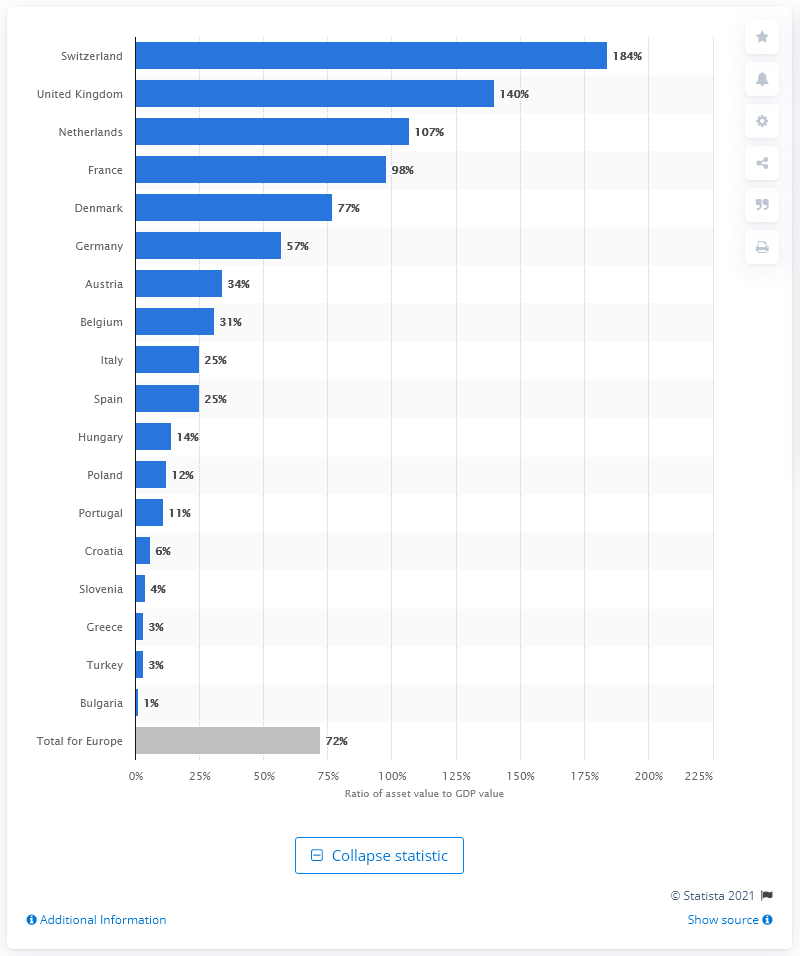 Switzerland 184%
United Kingdom 140%
Netherlands 107%
France 98%
Denmark 77%
Germany 57%
Austria 34%
Belgium 31%
Italy 25%
Spain 25%
Hungary 14%
Poland 12%
Portugal 11%
Croatia 6%
Slovenia 4%
Greece 3%
Turkey 3%
Bulgaria 1%
Total for Europe 72%
0% 25% 50% 75% 100% 125% 150% 175% 200% 225%
Ratio of asset value to GDP value
Collapse statistic
© Statista 2021
Additional Information Show source